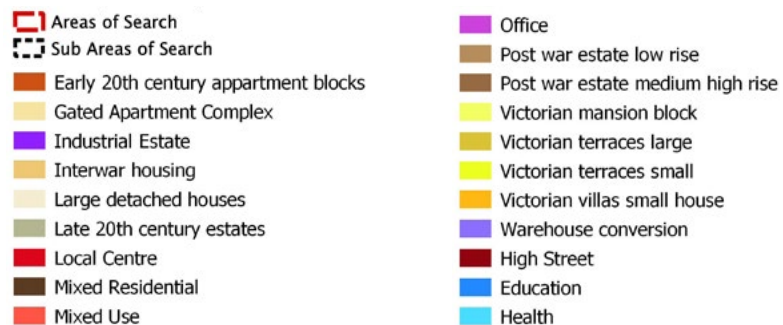 Areas of Search
Sub Areas of Search
Early 20th century appartment blocks
Gated Apartment Complex
Industrial Estate
Interwar housing
Large detached houses
Late 20th century estates
Local Centre
Mixed Residential
Mixed Use
Office
Post war estate low rise
Post war estate medium high rise
Victorian mansion block
Victorian terraces large
Victorian terraces small
Victorian villas small house
Warehouse conversion
High Street
Education
Health